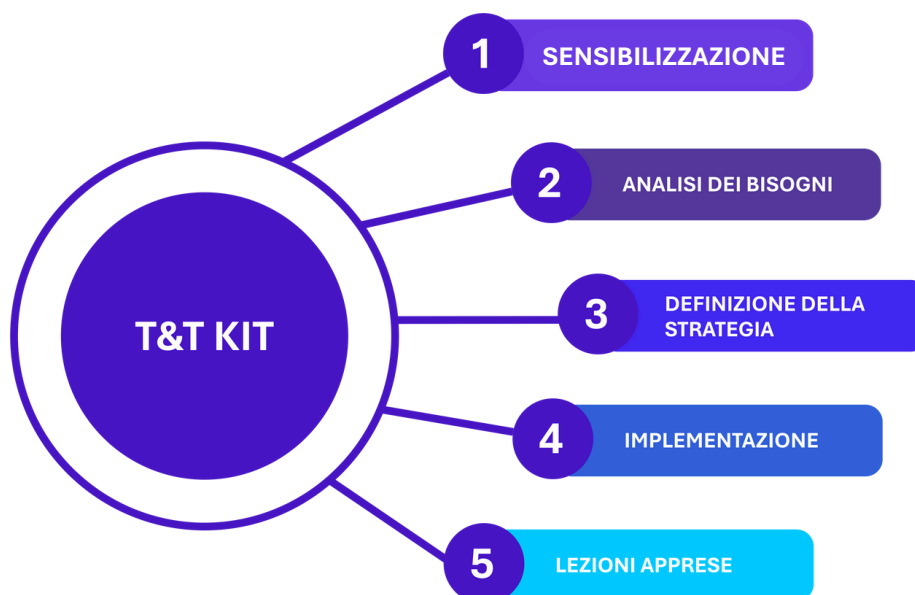 1
SENSIBILIZZAZIONE
2
ANALISI DEI BISOGNI
T&T KIT
3
DEFINIZIONE DELLA
STRATEGIA
4
IMPLEMENTAZIONE
5
LEZIONI APPRESE